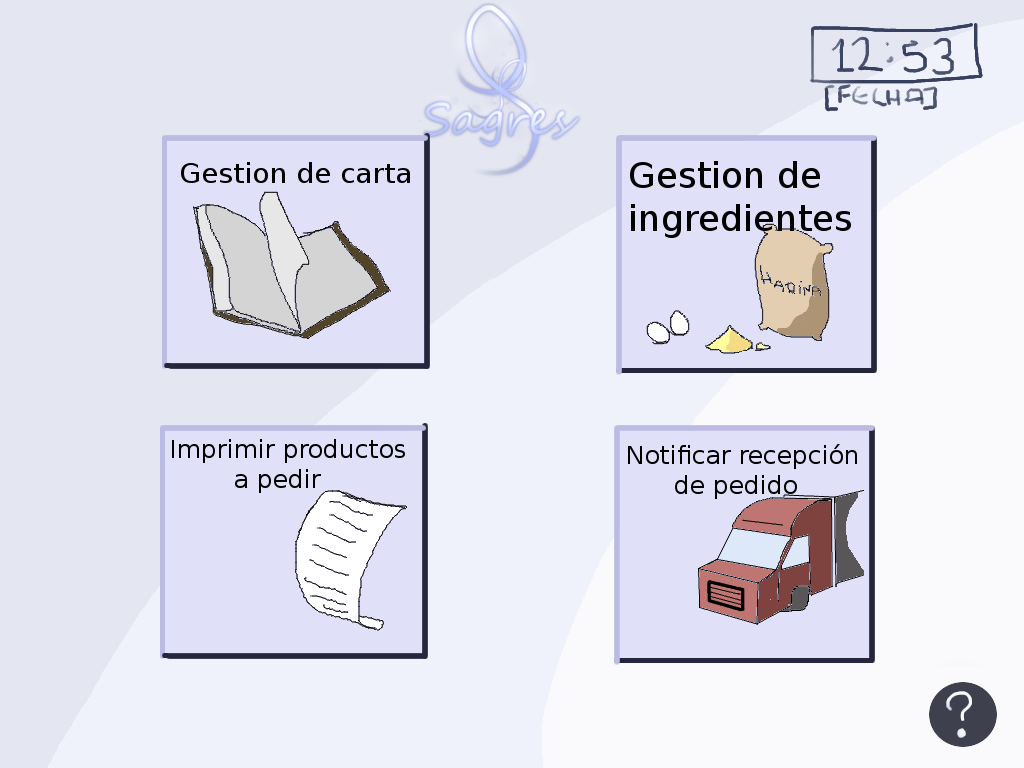 Sagres
12:53
[FECHA]
Gestion de carta
Gestion de
ingredientes
HARINA
Imprimir productos
a pedir
Notificar recepción
de pedido
?